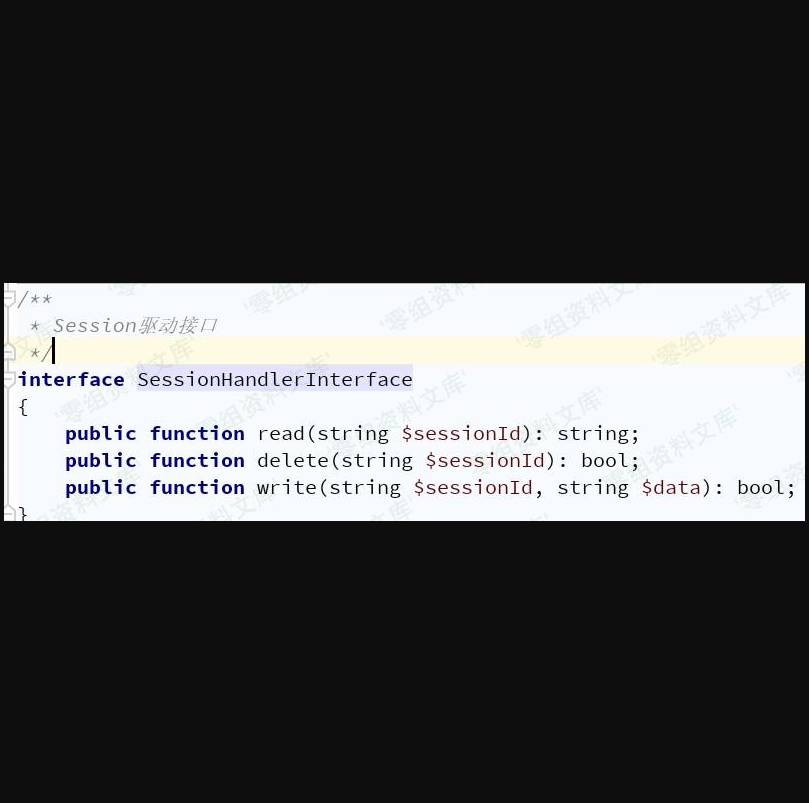 /**
 * Session驱动接口
 */
interface SessionHandlerInterface
{
    public function read(string $sessionId): string;
    public function delete(string $sessionId): bool;
    public function write(string $sessionId, string $data): bool;
}
'零组资料文库'